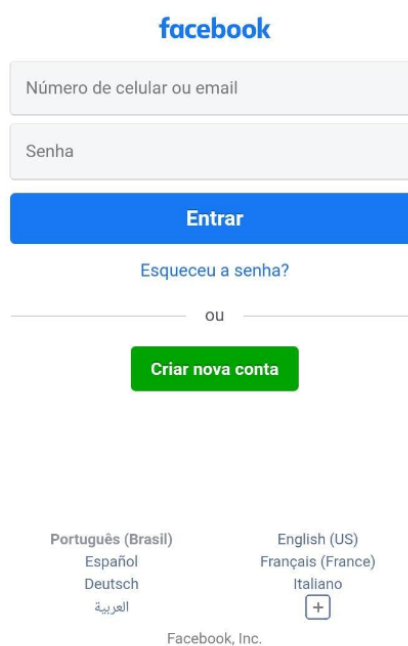 facebook
Número de celular ou email
Senha
Entrar
Esqueceu a senha?
ou
Criar nova conta
Português (Brasil) English (US)
Español Français (France)
Deutsch Italiano
العربية +
Facebook, Inc.